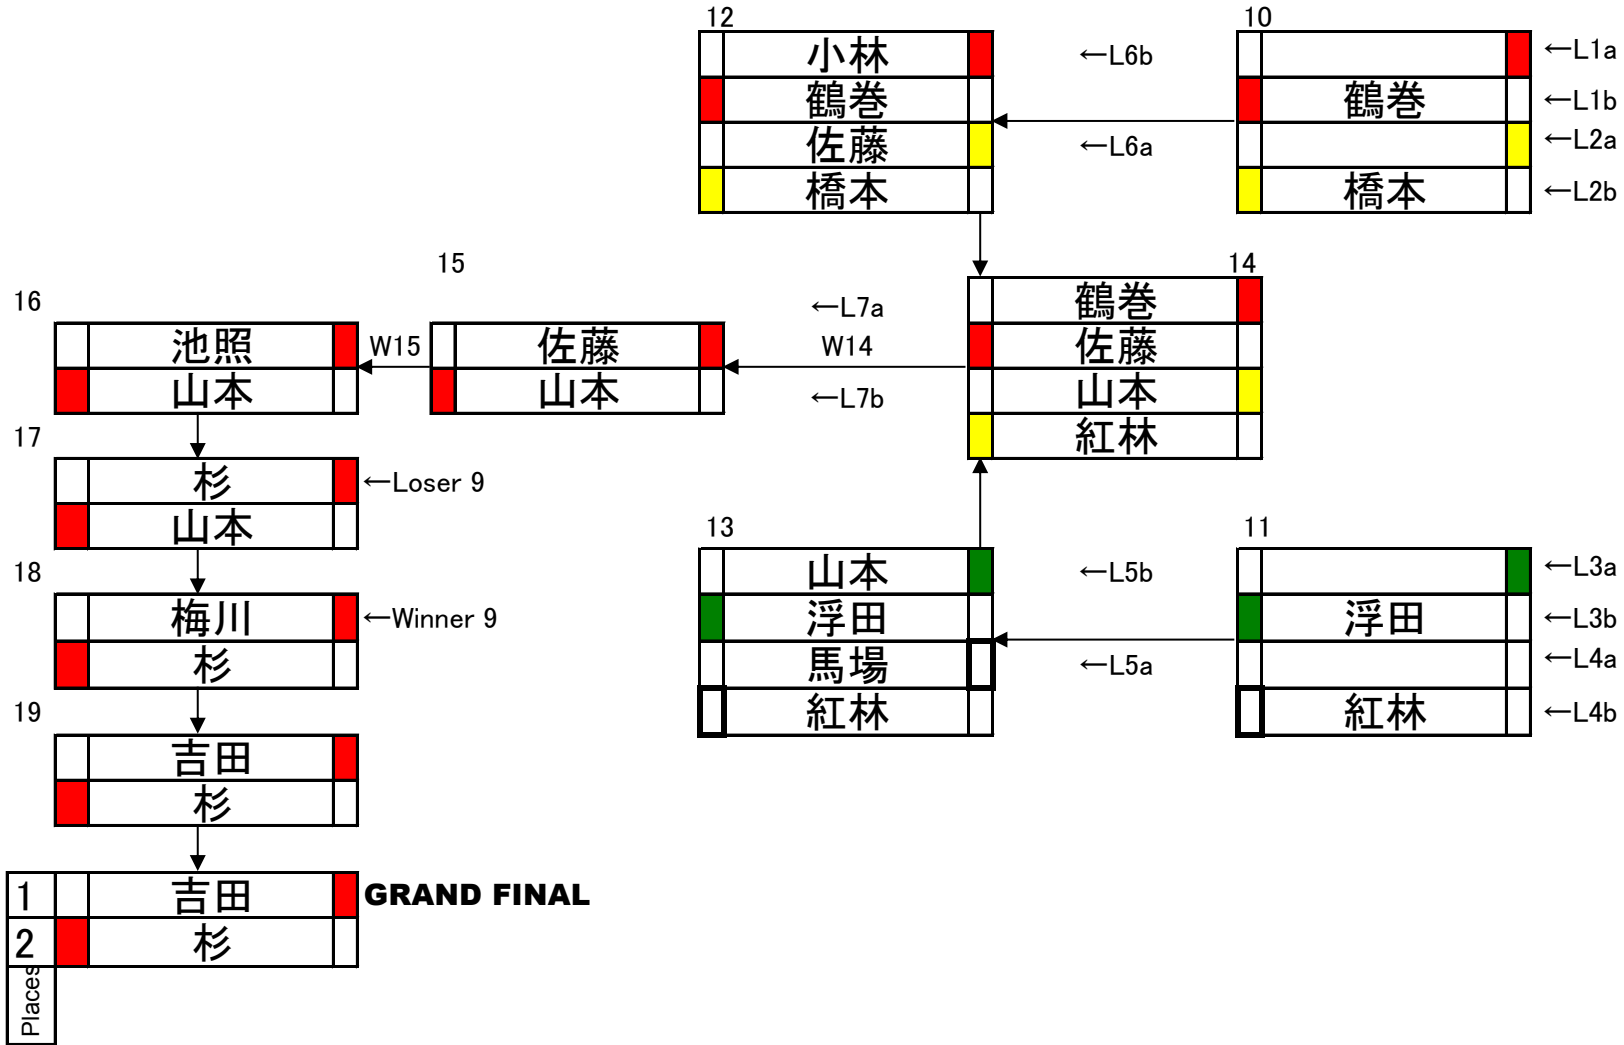 12
小林
鶴巻
佐藤
橋本
←L6b
←L6a
10
鶴巻
橋本
←L1a
←L1b
←L2a
←L2b
14
鶴巻
佐藤
山本
紅林
←L7a
W14
←L7b
15
佐藤
山本
W15
16
池照
山本
17
杉
山本
←Loser 9
18
梅川
杉
←Winner 9
19
吉田
杉
13
山本
浮田
馬場
紅林
←L5b
←L5a
11
浮田
紅林
←L3a
←L3b
←L4a
←L4b
1 吉田 GRAND FINAL
2 杉
Places